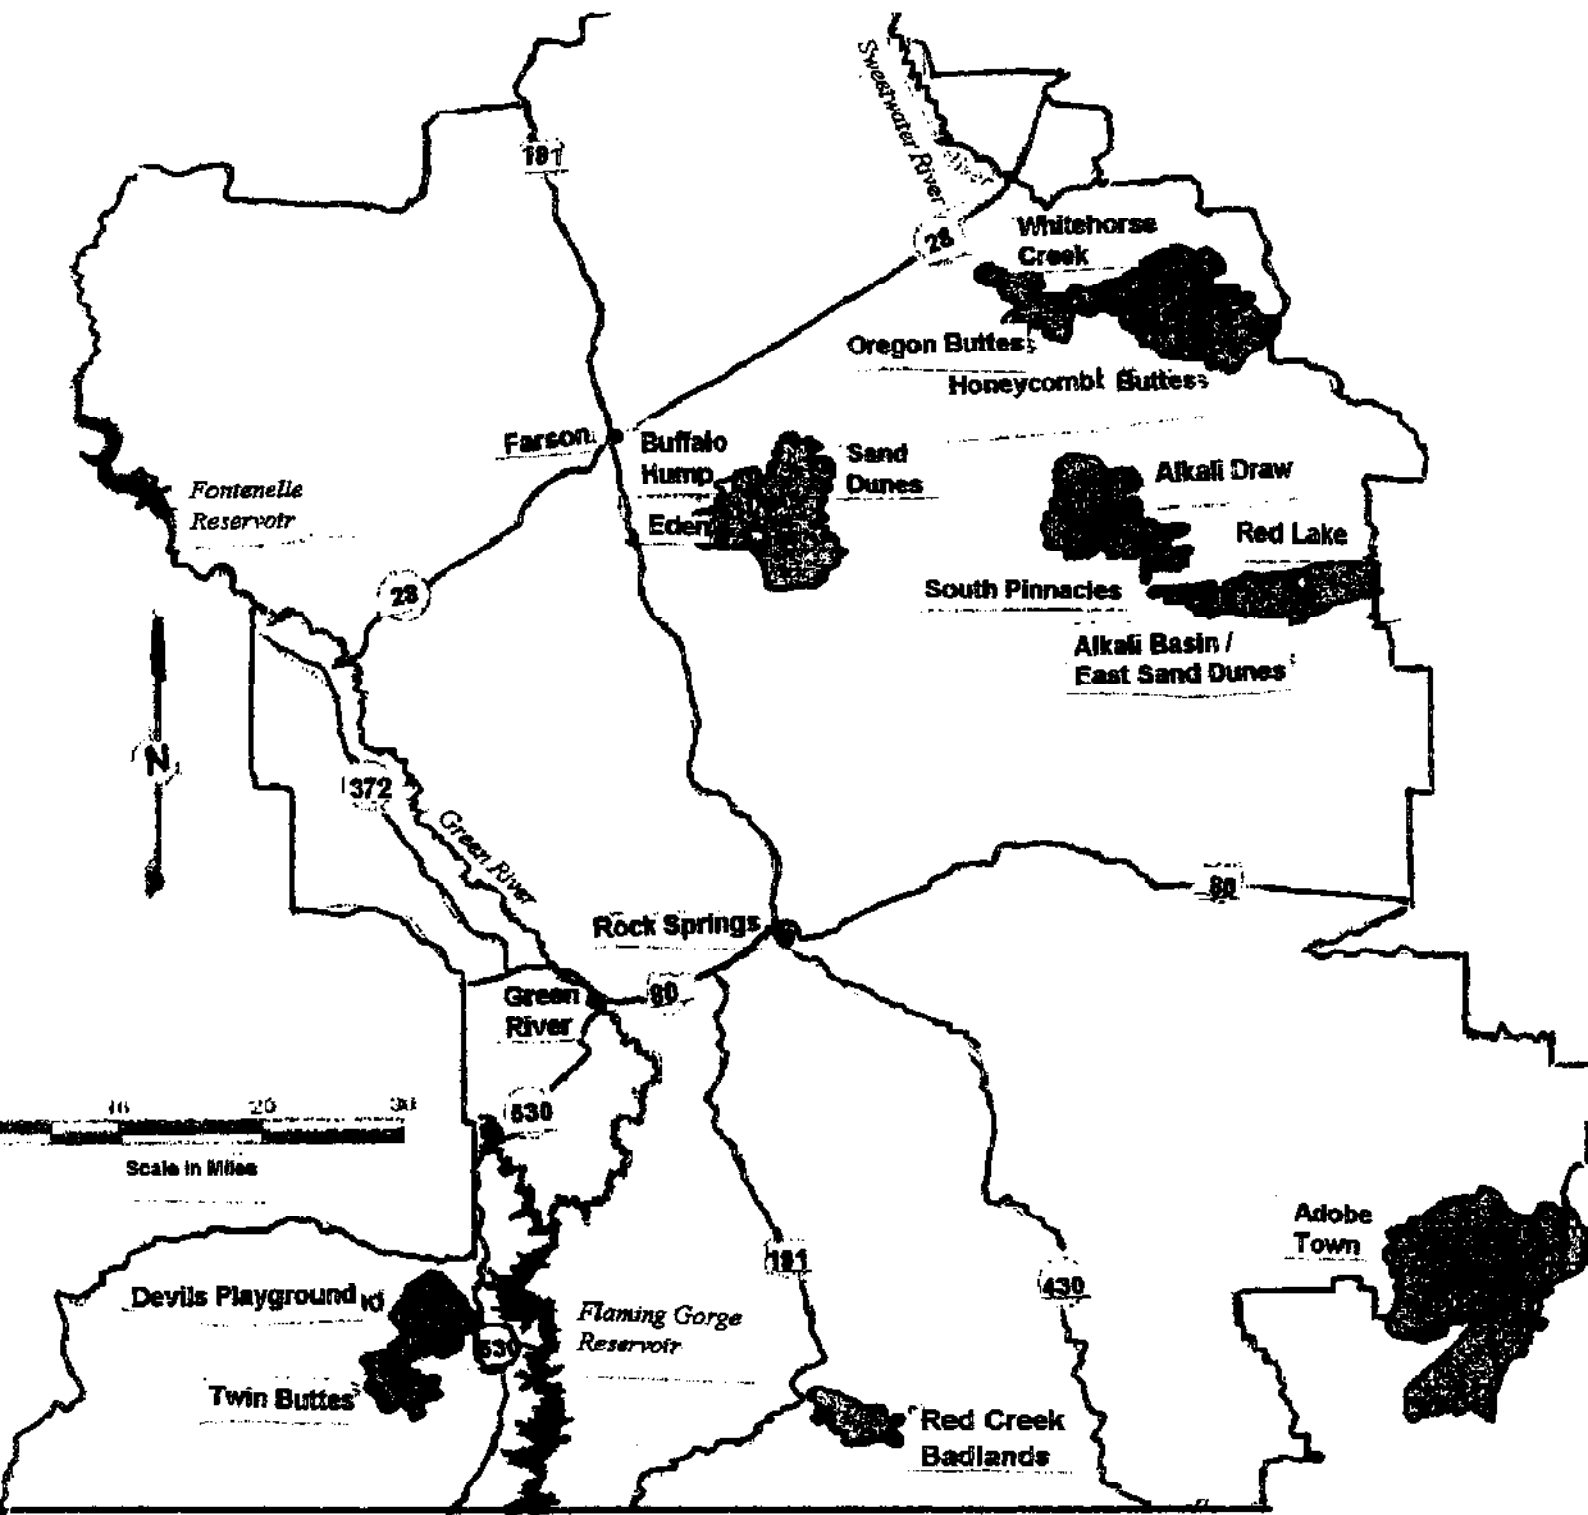 Sweetwater River
River
191
28
Whitehorse
Creek
Oregon Buttes
Honeycomb Buttes
Farson
Buffalo
Hump
Sand
Dunes
Eden
Alkali Draw
Red Lake
Fontenelle
Reservoir
28
South Pinnacles
Alkali Basin /
East Sand Dunes
N
372
Green River
80
Rock Springs
80
Green
River
530
10 20 30
Scale in Miles
Adobe
Town
191
430
Devils Playground
Flaming Gorge
Reservoir
530
Twin Buttes
Red Creek
Badlands